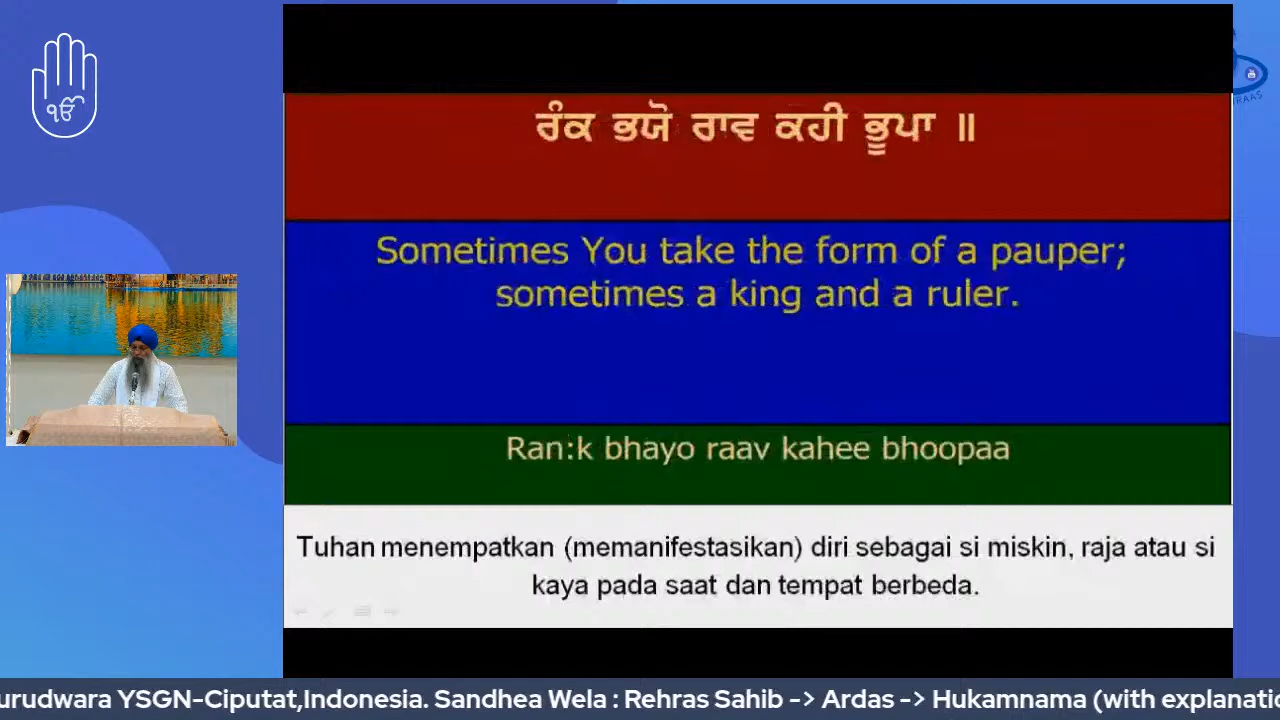 ੴ
ਰੰਕ ਭਯੋ ਰਾਵ ਕਹੀ ਭੂਪਾ ॥
Sometimes You take the form of a pauper;
sometimes a king and a ruler.
Ran:k bhayo raav kahee bhoopaa
Tuhan menempatkan (memanifestasikan) diri sebagai si miskin, raja atau si
kaya pada saat dan tempat berbeda.
urudwara YSGN-Ciputat,Indonesia. Sandhea Wela : Rehras Sahib -> Ardas -> Hukamnama (with explanatio